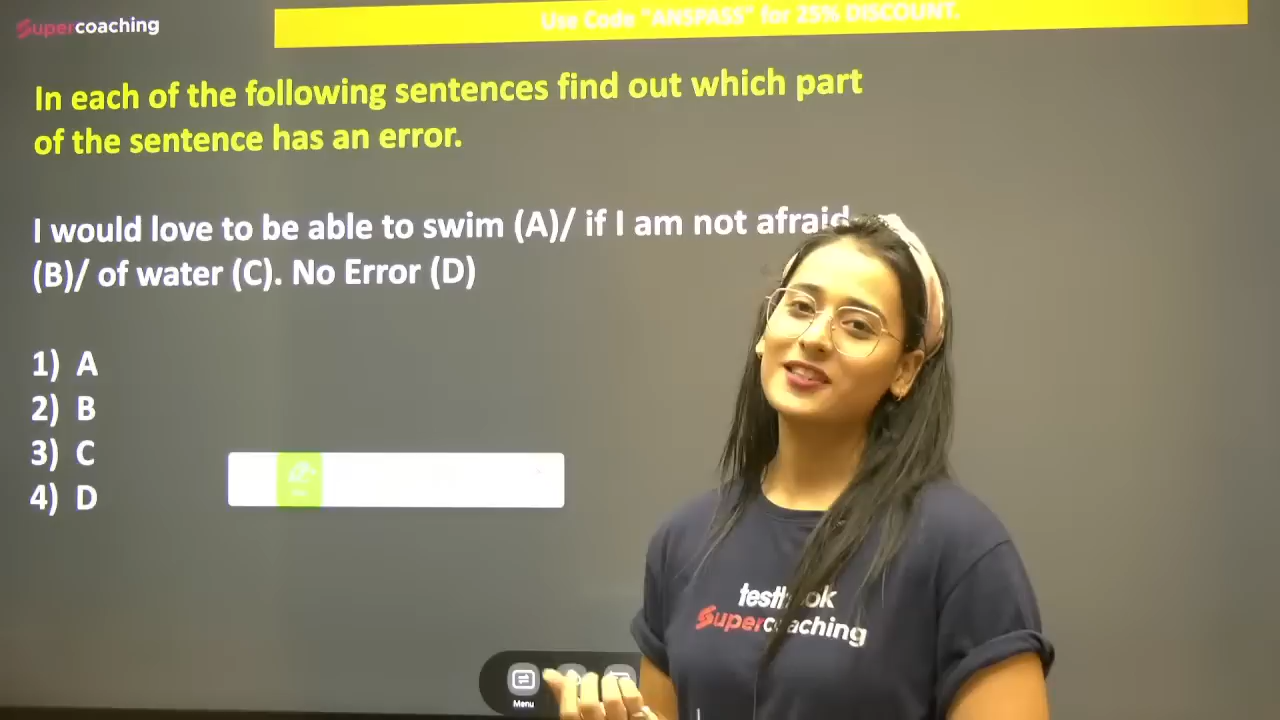 Supercoaching
Use Code "ANSPASS" for 25% DISCOUNT.
In each of the following sentences find out which part
of the sentence has an error.
I would love to be able to swim (A)/ if I am not afraid
(B)/ of water (C). No Error (D)
1) A
2) B
3) C
4) D
testbook
Supercoaching
Menu